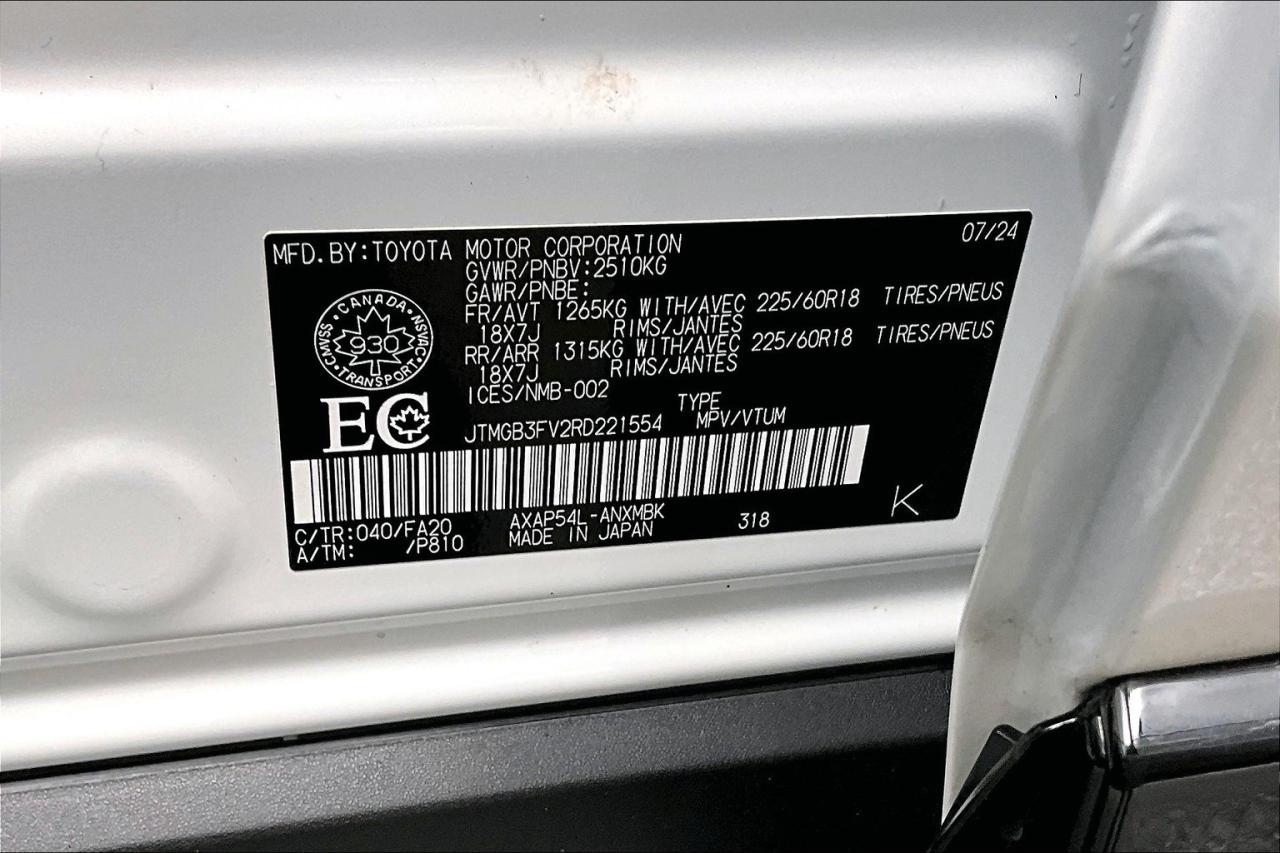 MFD.BY:TOYOTA MOTOR CORPORATION 07/24
GVWR/PNBV:2510KG
GAWR/PNBE:
FR/AVT 1265KG WITH/AVEC 225/60R18 TIRES/PNEUS
18X7J RIMS/JANTES
RR/ARR 1315KG WITH/AVEC 225/60R18 TIRES/PNEUS
18X7J RIMS/JANTES
ICES/NMB-002
CANADA
CMVSS 930 NSVAC
TRANSPORT
EC
TYPE
JTMGB3FV2RD221554 MPV/VTUM
C/TR:040/FA20 AXAP54L-ANXMBK 318 K
A/TM: /P810 MADE IN JAPAN